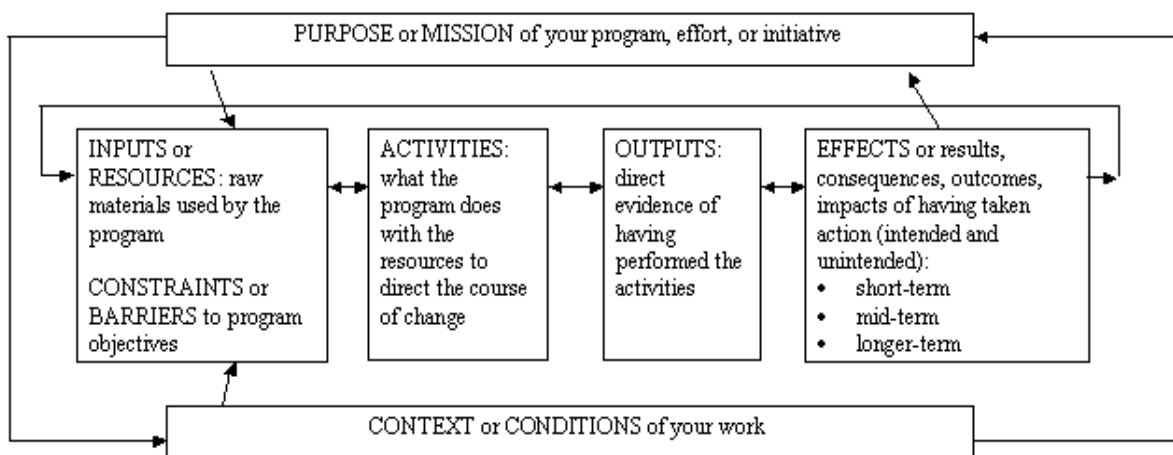 PURPOSE or MISSION of your program, effort, or initiative
INPUTS or
RESOURCES: raw
materials used by the
program
CONSTRAINTS or
BARRIERS to program
objectives
ACTIVITIES:
what the
program does
with the
resources to
direct the course
of change
OUTPUTS:
direct
evidence of
having
performed the
activities
EFFECTS or results,
consequences, outcomes,
impacts of having taken
action (intended and
unintended):
• short-term
• mid-term
• longer-term
CONTEXT or CONDITIONS of your work